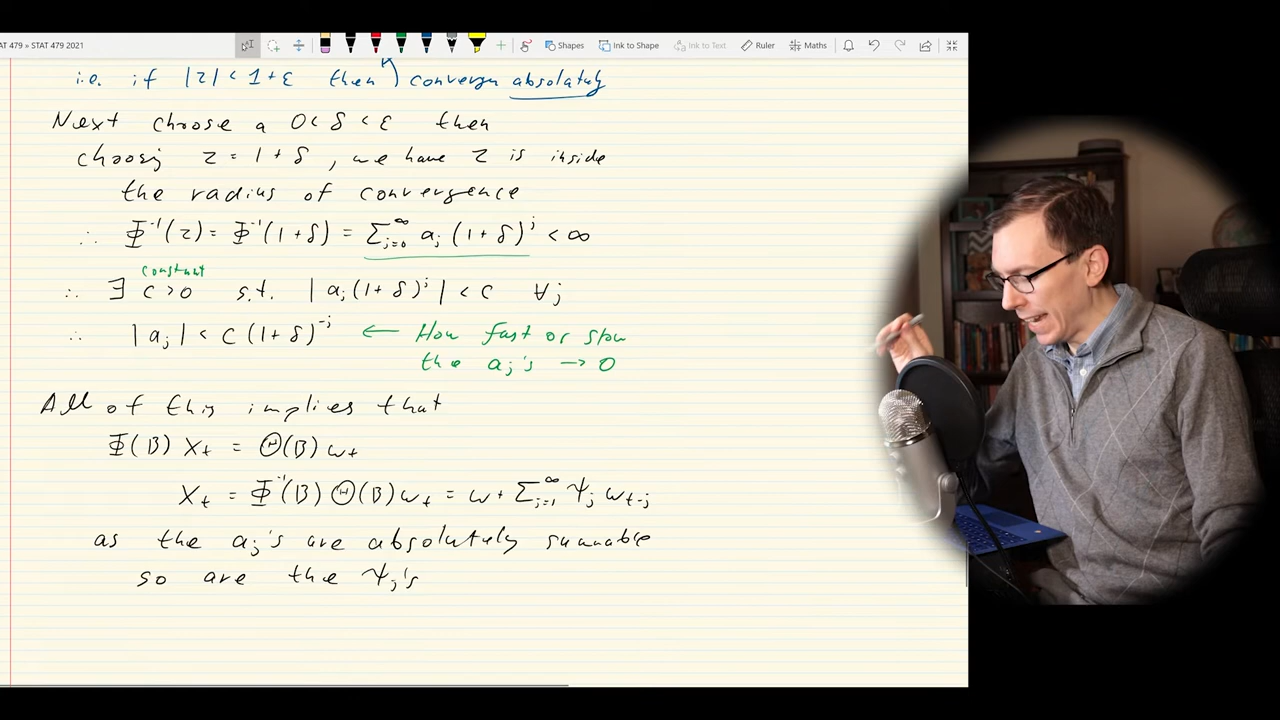 AT 479 » STAT 479 2021
Shapes
Ink to Shape
Ink to Text
Ruler
Maths
i.e. if |z| < 1+ε then converges absolutely
Next choose a 0 < δ < ε then
choosing z = 1+δ, we have z is inside
the radius of convergence
∴ Φ⁻¹(z) = Φ⁻¹(1+δ) = Σ_{j=0}^∞ a_j (1+δ)^j < ∞
constant
∴ ∃ C>0 s.t. |a_j(1+δ)^j| < C ∀j
∴ |a_j| < C (1+δ)^{-j} ← How fast or slow
the a_j's → 0
All of this implies that
Φ(B) X_t = Θ(B) w_t
X_t = Φ⁻¹(B) Θ(B) w_t = w + Σ_{j=1}^∞ ψ_j w_{t-j}
as the a_j's are absolutely summable
so are the ψ_j's